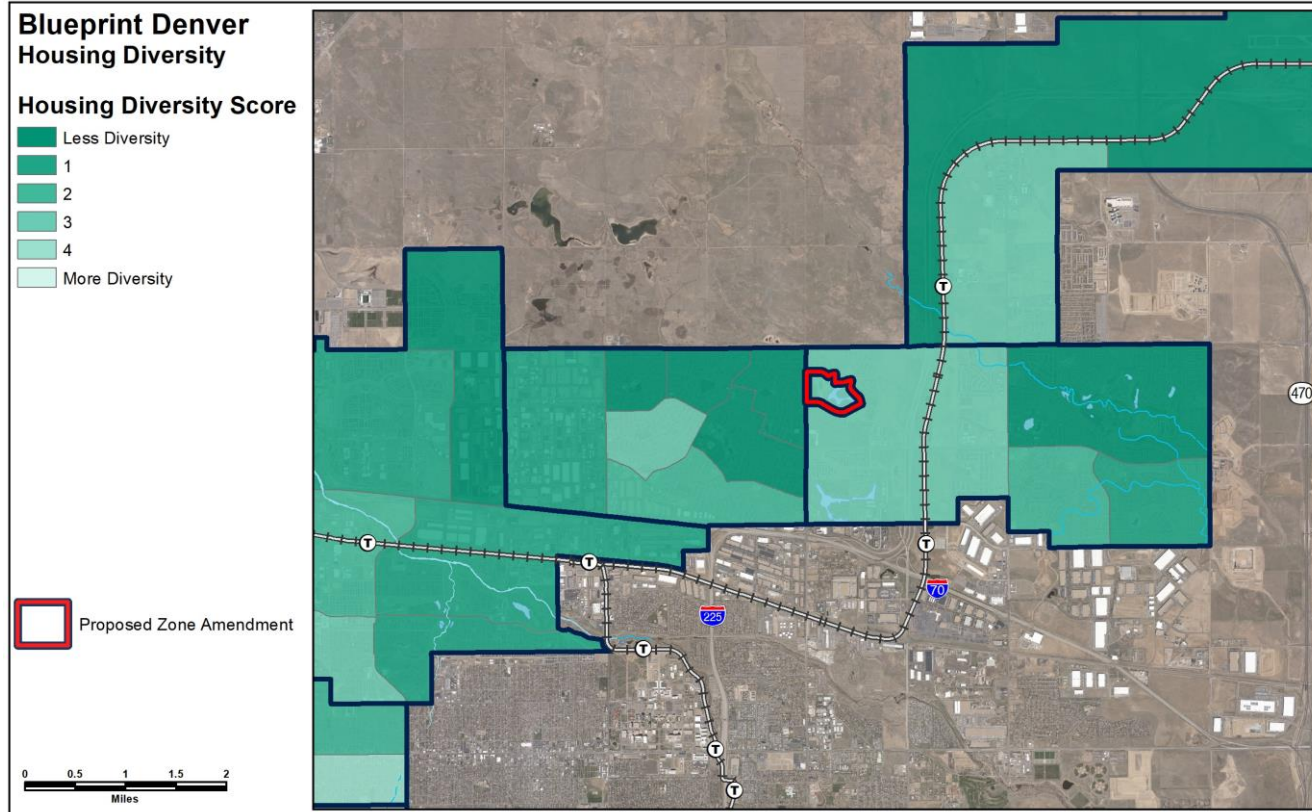 Blueprint Denver
Housing Diversity
Housing Diversity Score
Less Diversity
1
2
3
4
More Diversity
Proposed Zone Amendment
0 0.5 1 1.5 2
Miles
T
470
T
T
T
70
225
T
T
T